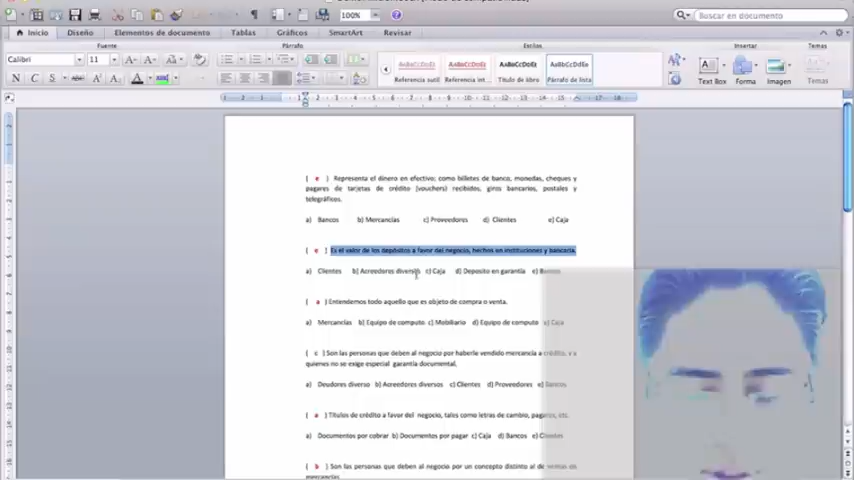 100%
Buscar en documento
Inicio Diseño Elementos de documento Tablas Gráficos SmartArt Revisar
Fuente Párrafo Estilos Insertar Temas
Calibri 11 AaBbCcDdEe AaBbCcDdEe AaBbCcDdEe AaBbCcDdEe
N C S Referencia sutil Referencia int... Título de libro Párrafo de lista Text Box Forma Imagen Temas
( e ) Representa el dinero en efectivo; como billetes de banco, monedas, cheques y
pagares de tarjetas de crédito (vouchers) recibidos, giros bancarios, postales y
telegráficos.
a) Bancos b) Mercancías c) Proveedores d) Clientes e) Caja
( e ) Es el valor de los depósitos a favor del negocio, hechos en instituciones y bancaria.
a) Clientes b) Acreedores diversos c) Caja d) Deposito en garantía e) Bancos
( a ) Entendemos todo aquello que es objeto de compra o venta.
a) Mercancías b) Equipo de computo c) Mobiliario d) Equipo de computo e) Caja
( c ) Son las personas que deben al negocio por haberle vendido mercancía a crédito, y a
quienes no se exige especial garantía documental.
a) Deudores diverso b) Acreedores diversos c) Clientes d) Proveedores e) Bancos
( a ) Títulos de crédito a favor del negocio, tales como letras de cambio, pagares, etc.
a) Documentos por cobrar b) Documentos por pagar c) Caja d) Bancos e) Clientes
( b ) Son las personas que deben al negocio por un concepto distinto al de ventas de
mercancías.